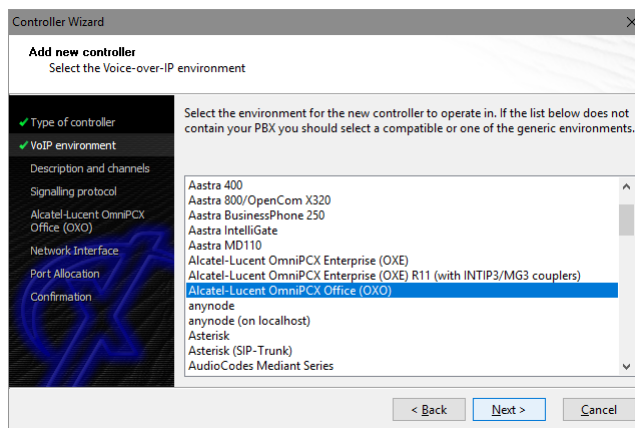 Controller Wizard
Add new controller
Select the Voice-over-IP environment
Type of controller
VoIP environment
Description and channels
Signalling protocol
Alcatel-Lucent OmniPCX
Office (OXO)
Network Interface
Port Allocation
Confirmation
Select the environment for the new controller to operate in. If the list below does not
contain your PBX you should select a compatible or one of the generic environments.
Aastra 400
Aastra 800/OpenCom X320
Aastra BusinessPhone 250
Aastra IntelliGate
Aastra MD110
Alcatel-Lucent OmniPCX Enterprise (OXE)
Alcatel-Lucent OmniPCX Enterprise (OXE) R11 (with INTIP3/MG3 couplers)
Alcatel-Lucent OmniPCX Office (OXO)
anynode
anynode (on localhost)
Asterisk
Asterisk (SIP-Trunk)
AudioCodes Mediant Series
< Back
Next >
Cancel